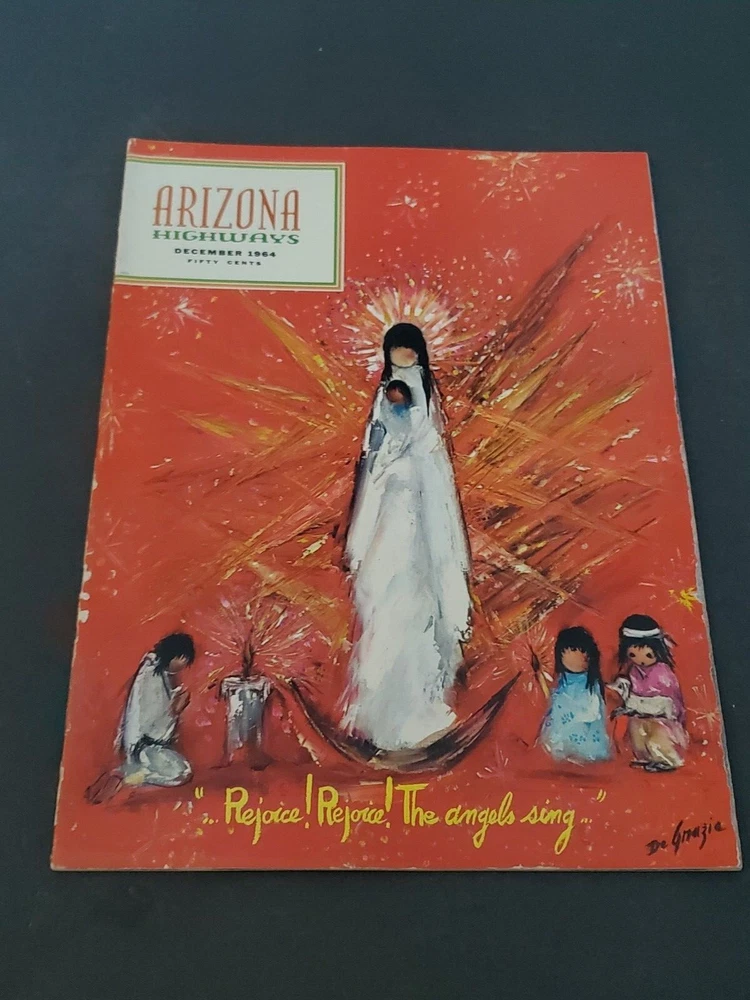 ARIZONA
HIGHWAYS
DECEMBER 1964
FIFTY CENTS
"... Rejoice! Rejoice! The angels sing..."
De Grazia